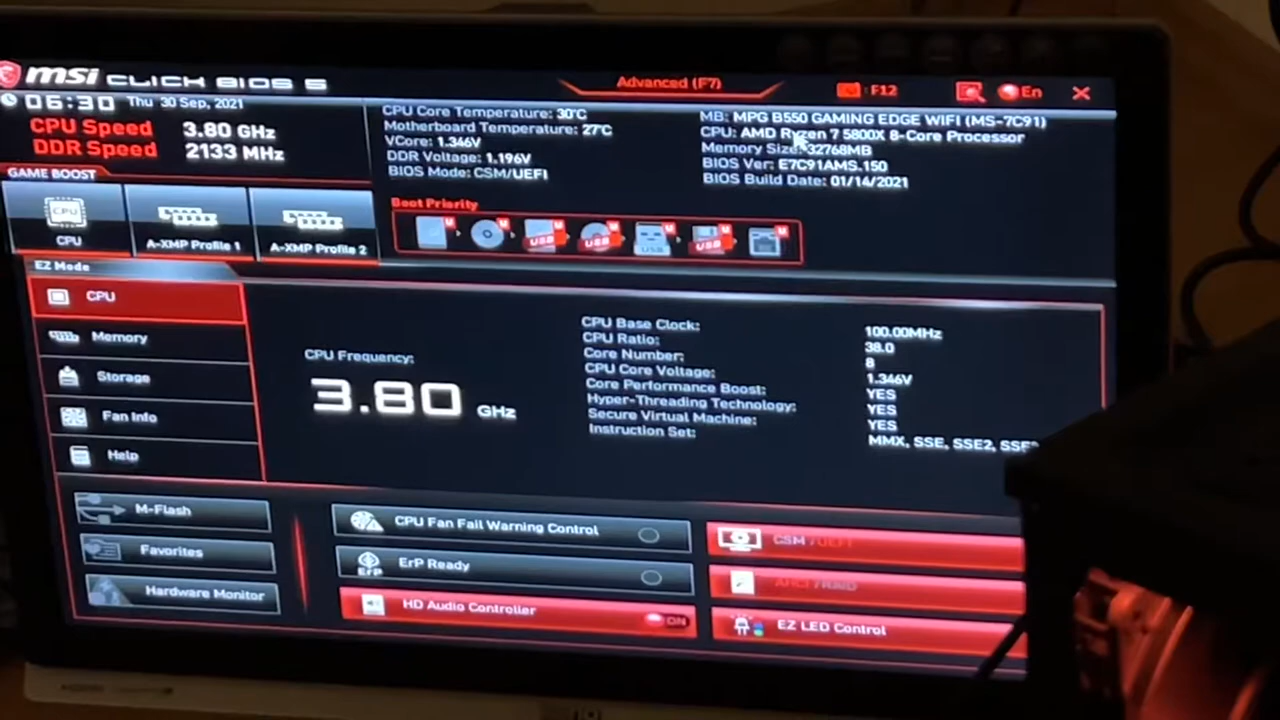 msi CLICK BIOS 5
Advanced (F7)
F12
En
06:30 Thu 30 Sep, 2021
CPU Speed 3.80 GHz
DDR Speed 2133 MHz
CPU Core Temperature: 30°C
Motherboard Temperature: 27°C
VCore: 1.346V
DDR Voltage: 1.196V
BIOS Mode: CSM/UEFI
MB: MPG B550 GAMING EDGE WIFI (MS-7C91)
CPU: AMD Ryzen 7 5800X 8-Core Processor
Memory Size: 32768MB
BIOS Ver: E7C91AMS.150
BIOS Build Date: 01/14/2021
GAME BOOST
CPU
CPU
A-XMP Profile 1
A-XMP Profile 2
Boot Priority
U
U
USB U
USB U
USB U
USB U
U
EZ Mode
CPU
Memory
Storage
Fan Info
Help
CPU Frequency:
3.80 GHz
CPU Base Clock: 100.00MHz
CPU Ratio: 38.0
Core Number: 8
CPU Core Voltage: 1.346V
Core Performance Boost: YES
Hyper-Threading Technology: YES
Secure Virtual Machine: YES
Instruction Set: MMX, SSE, SSE2,
M-Flash
Favorites
Hardware Monitor
CPU Fan Fail Warning Control
ErP
ErP Ready
HD Audio Controller ON
CSM /UEFI
AHCI /RAID
EZ LED Control